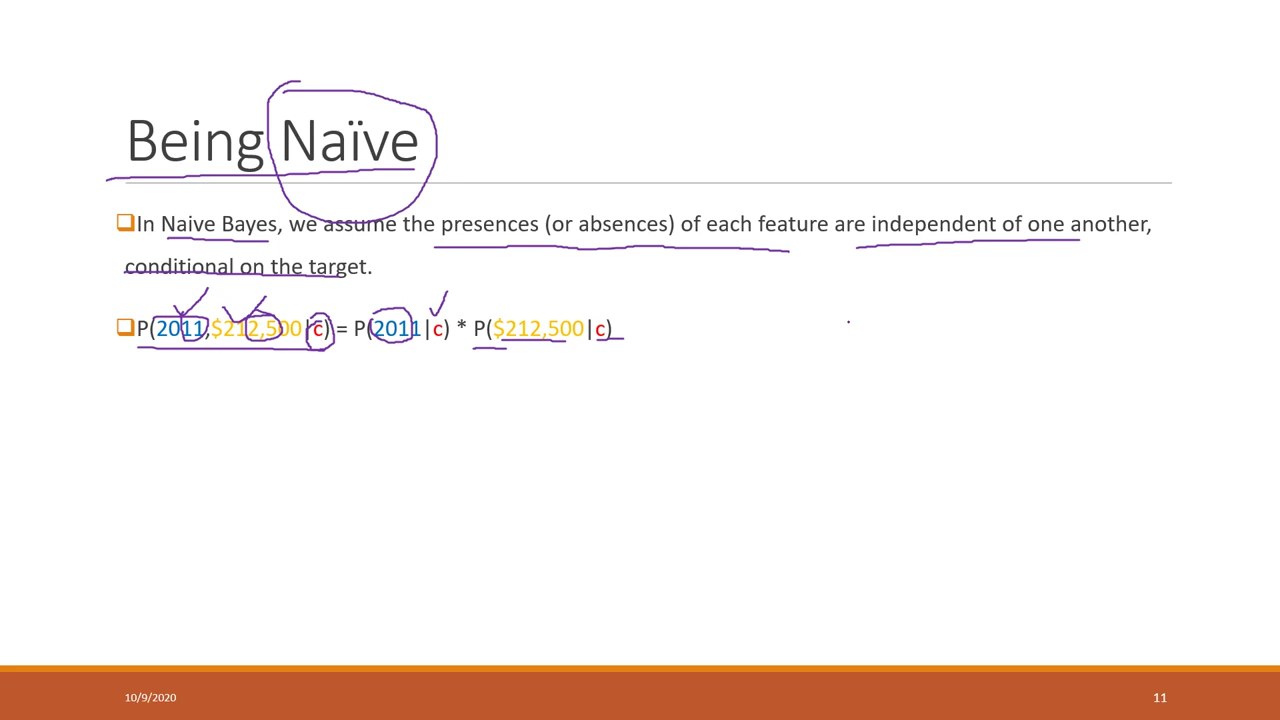 Being Naïve
In Naive Bayes, we assume the presences (or absences) of each feature are independent of one another,
conditional on the target.
P(2011,$212,500|c) = P(2011|c) * P($212,500|c)
10/9/2020
11